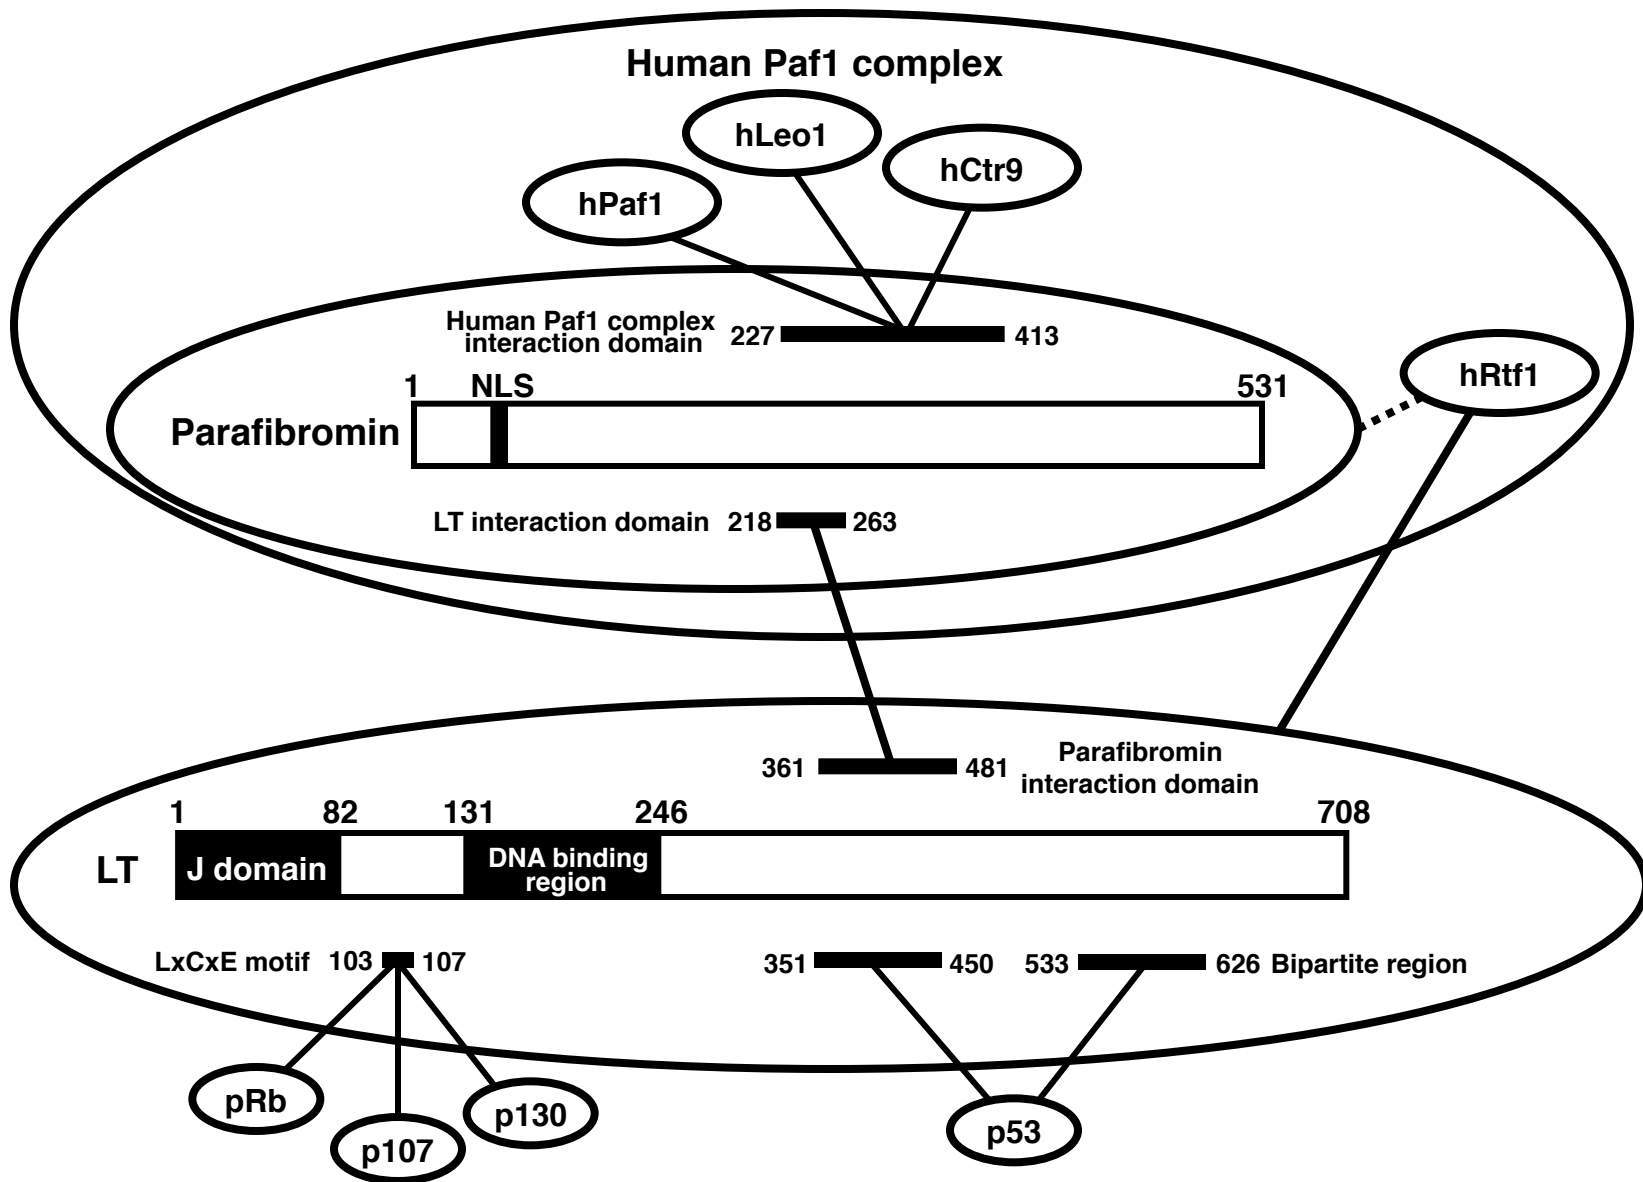 Human Paf1 complex
hLeo1
hCtr9
hPaf1
Human Paf1 complex
interaction domain
227
413
hRtf1
1
NLS
531
Parafibromin
LT interaction domain
218
263
361
481
Parafibromin
interaction domain
1
82
131
246
708
LT
J domain
DNA binding
region
LxCxE motif
103
107
351
450
533
626
Bipartite region
pRb
p107
p130
p53